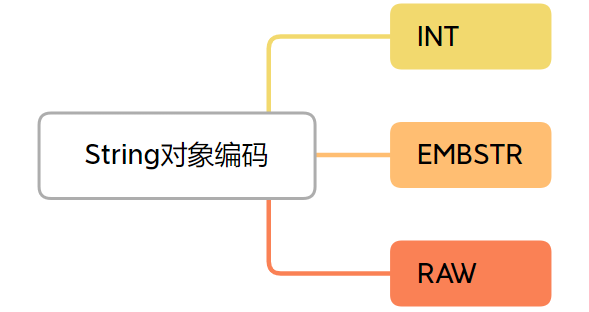 INT
String对象编码
EMBSTR
RAW